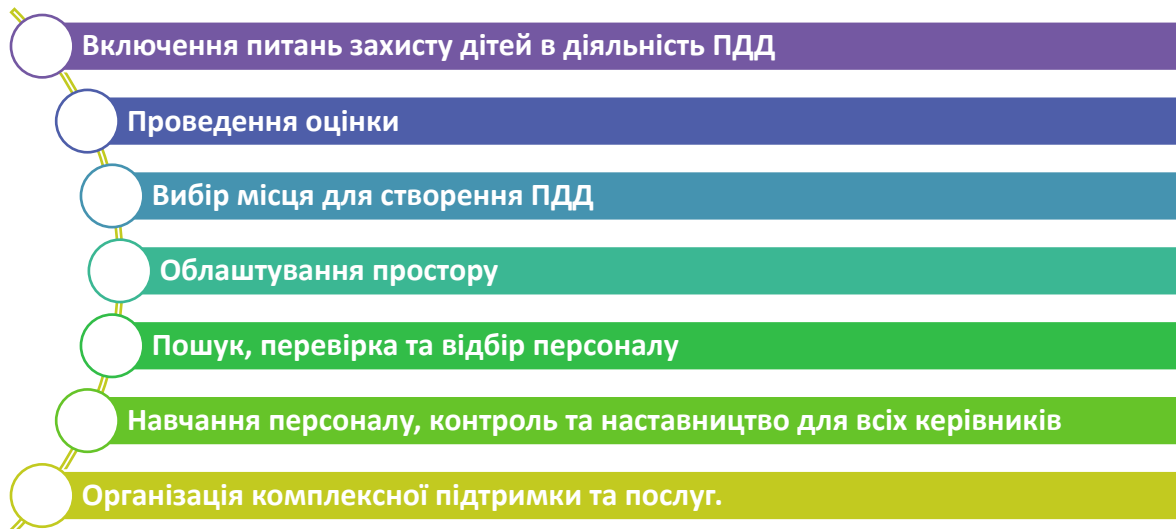 Включення питань захисту дітей в діяльність ПДД
Проведення оцінки
Вибір місця для створення ПДД
Облаштування простору
Пошук, перевірка та відбір персоналу
Навчання персоналу, контроль та наставництво для всіх керівників
Організація комплексної підтримки та послуг.